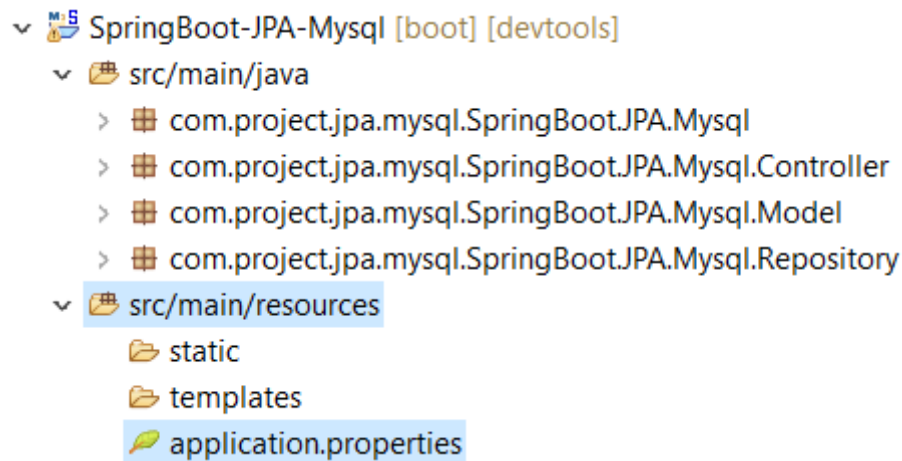 SpringBoot-JPA-Mysql [boot] [devtools]
src/main/java
com.project.jpa.mysql.SpringBoot.JPA.Mysql
com.project.jpa.mysql.SpringBoot.JPA.Mysql.Controller
com.project.jpa.mysql.SpringBoot.JPA.Mysql.Model
com.project.jpa.mysql.SpringBoot.JPA.Mysql.Repository
src/main/resources
static
templates
application.properties